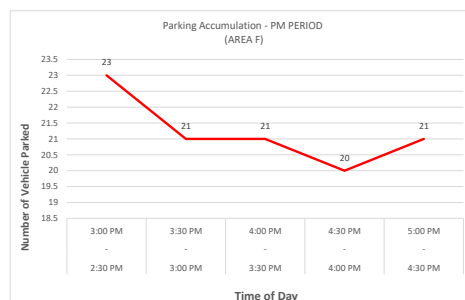 Parking Accumulation - PM PERIOD
(AREA F)
Number of Vehicle Parked
23.5
23
22.5
22
21.5
21
20.5
20
19.5
19
18.5
23
21
21
20
21
3:00 PM 3:30 PM 4:00 PM 4:30 PM 5:00 PM
- - - - -
2:30 PM 3:00 PM 3:30 PM 4:00 PM 4:30 PM
Time of Day